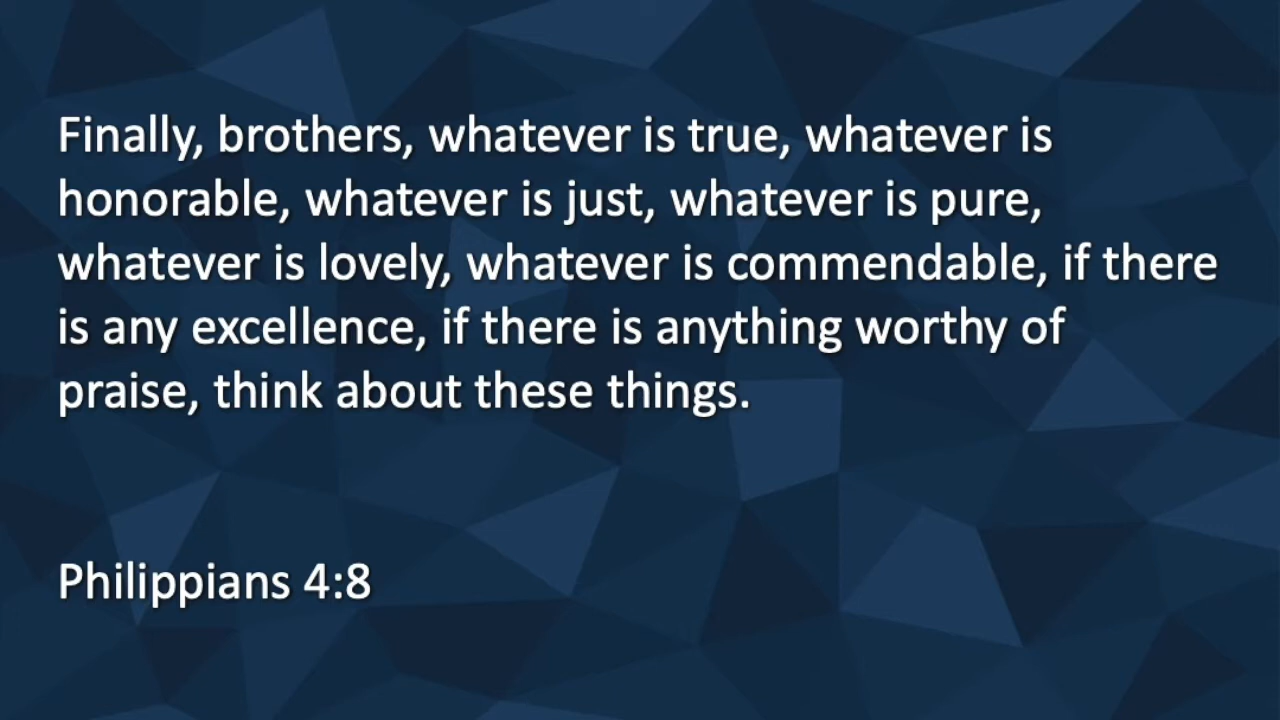 Finally, brothers, whatever is true, whatever is
honorable, whatever is just, whatever is pure,
whatever is lovely, whatever is commendable, if there
is any excellence, if there is anything worthy of
praise, think about these things.
Philippians 4:8